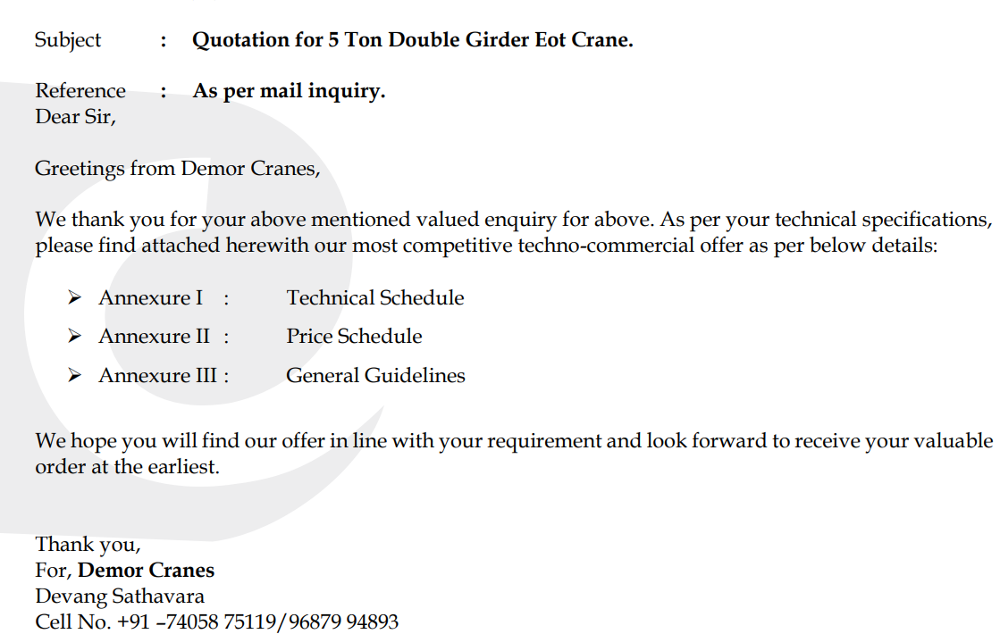 Subject : Quotation for 5 Ton Double Girder Eot Crane.
Reference : As per mail inquiry.
Dear Sir,
Greetings from Demor Cranes,
We thank you for your above mentioned valued enquiry for above. As per your technical specifications,
please find attached herewith our most competitive techno-commercial offer as per below details:
➢ Annexure I : Technical Schedule
➢ Annexure II : Price Schedule
➢ Annexure III : General Guidelines
We hope you will find our offer in line with your requirement and look forward to receive your valuable
order at the earliest.
Thank you,
For, Demor Cranes
Devang Sathavara
Cell No. +91 –74058 75119/96879 94893